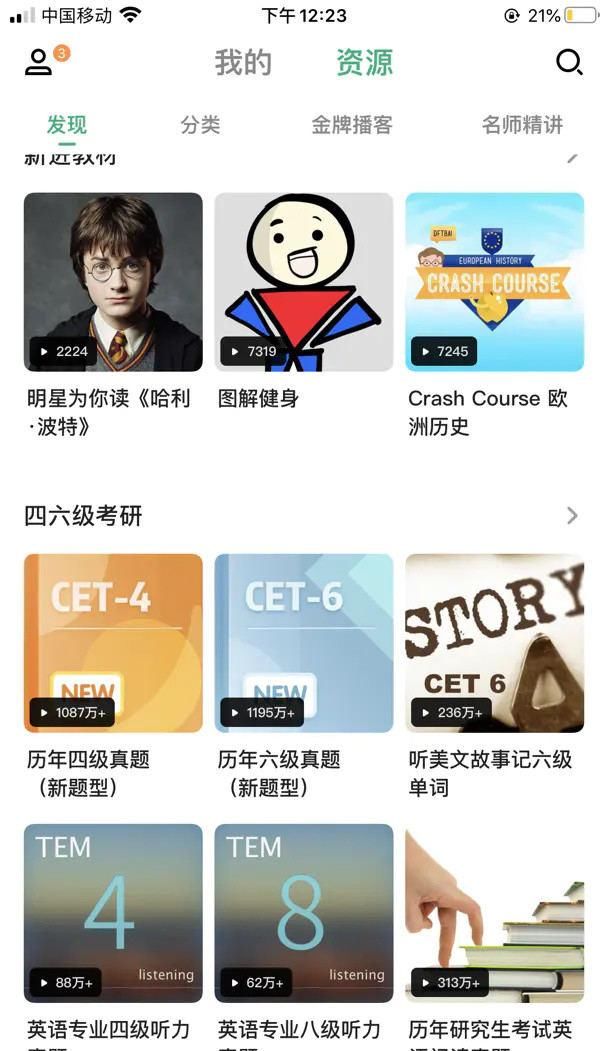 中国移动
下午 12:23
21%
3
我的
资源
发现
分类
金牌播客
名师精讲
新进教材
DFTBA!
EUROPEAN HISTORY
CRASH COURSE
2224
7319
7245
明星为你读《哈利
·波特》
图解健身
Crash Course 欧
洲历史
四六级考研
CET-4
NEW
1087万+
CET-6
NEW
1195万+
STORY
CET 6
236万+
历年四级真题
（新题型）
历年六级真题
（新题型）
听美文故事记六级
单词
TEM
4
listening
88万+
TEM
8
listening
62万+
313万+
英语专业四级听力
英语专业八级听力
历年研究生考试英